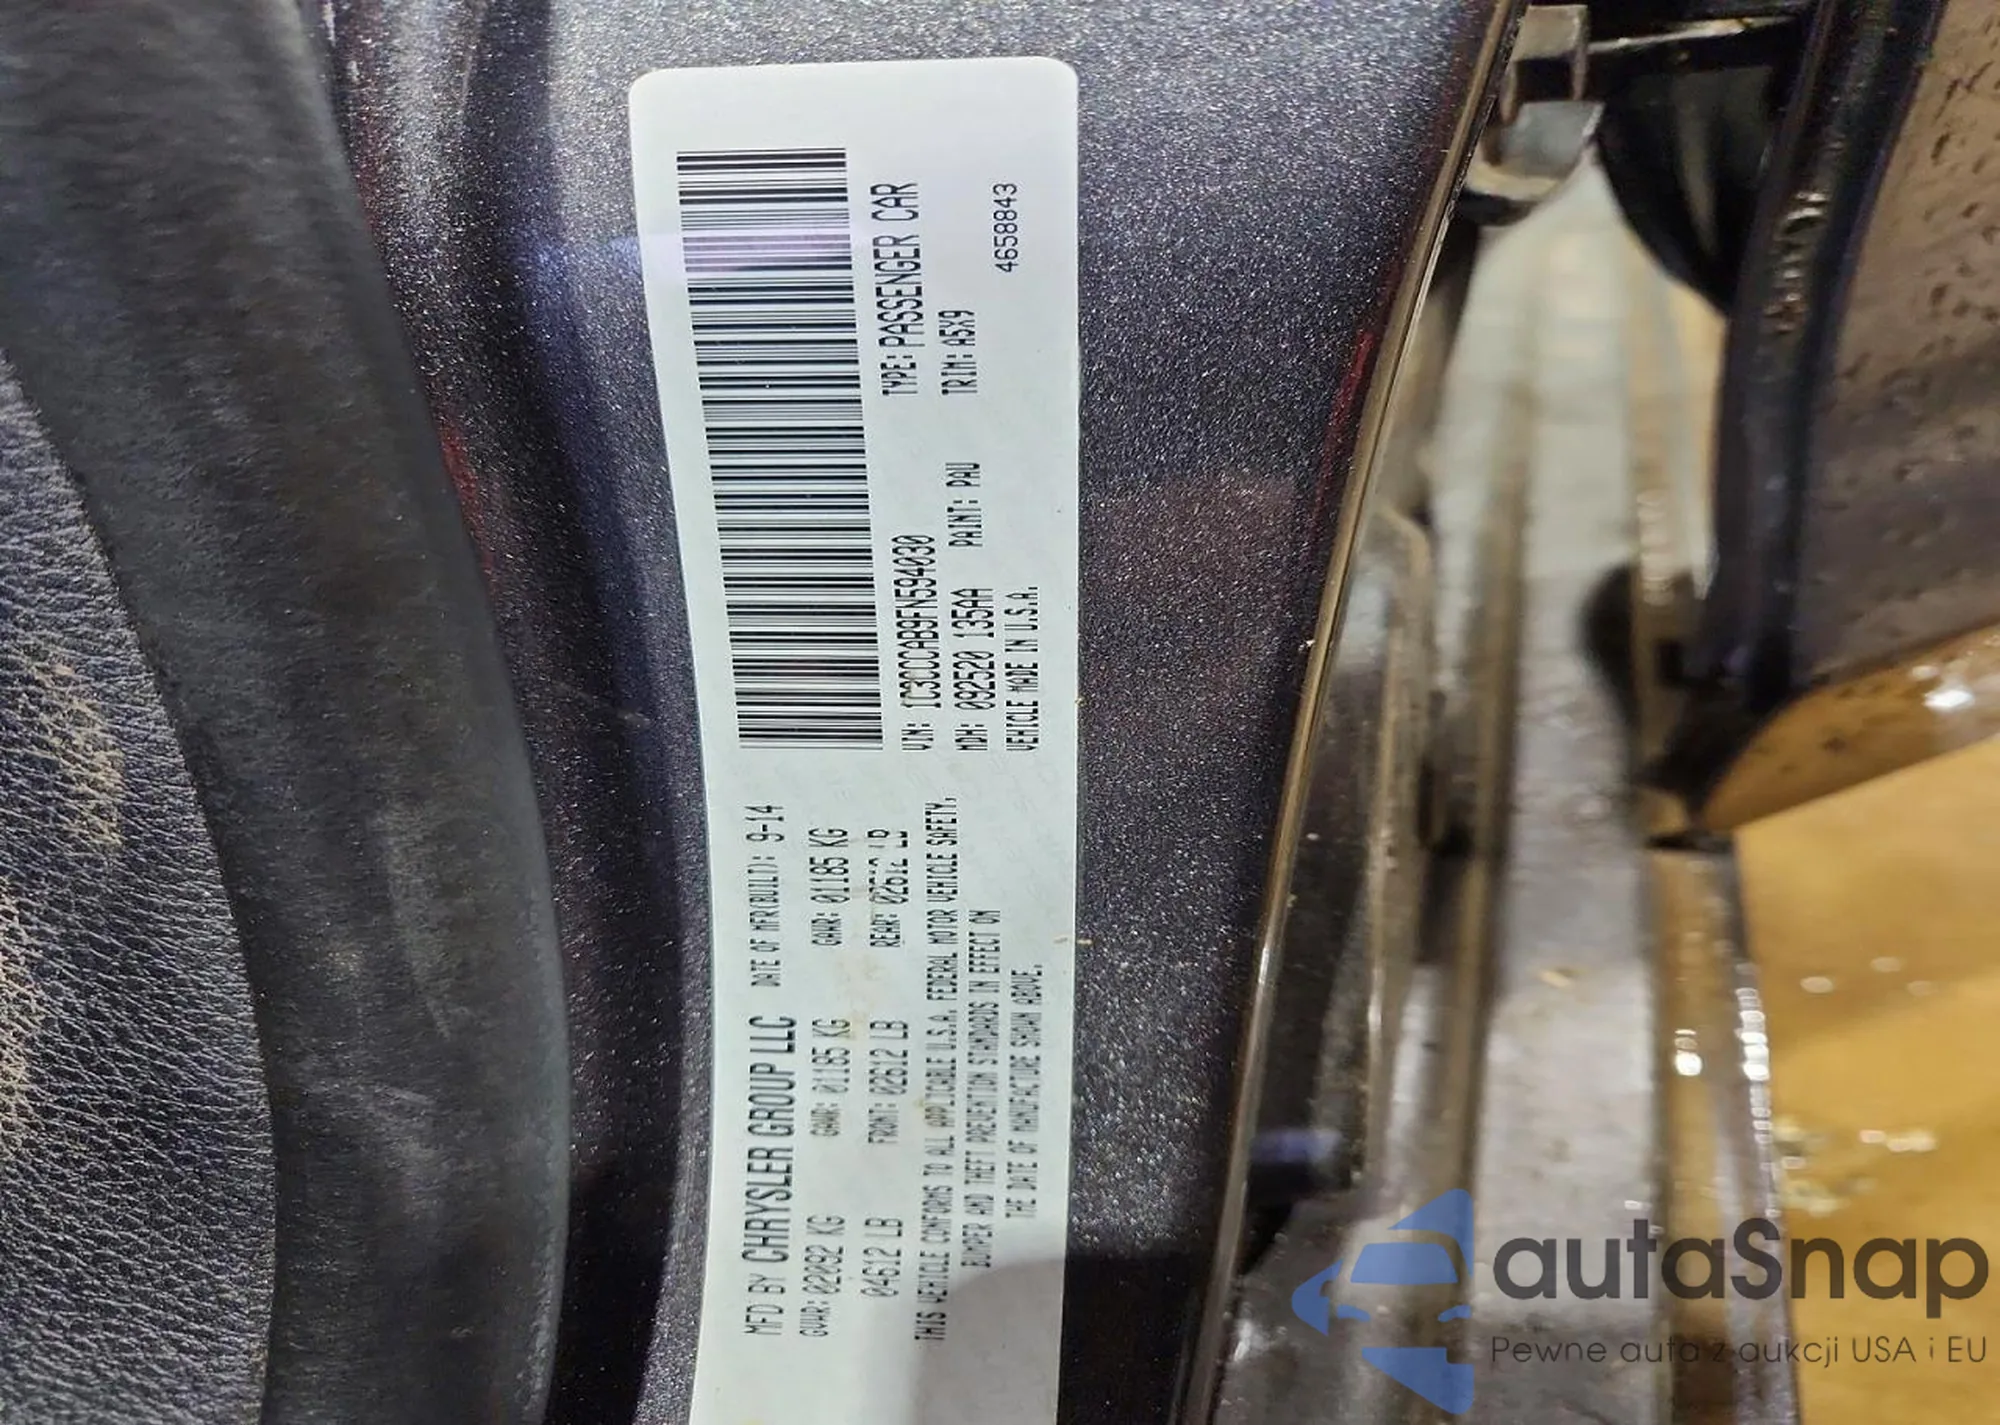 MFD BY CHRYSLER GROUP LLC DATE OF MFR(BUILT): 9-14
GVWR: 02092 KG GAWR: 01185 KG GAWR: 01185 KG
04612 LB FRONT: 02612 LB REAR: 02612 LB
THIS VEHICLE CONFORMS TO ALL APPLICABLE U.S.A. FEDERAL MOTOR VEHICLE SAFETY,
BUMPER AND THEFT PREVENTION STANDARDS IN EFFECT ON
THE DATE OF MANUFACTURE SHOWN ABOVE.
VIN: 1C3CCCAB9FN594030 TYPE: PASSENGER CAR
MDH: 092520 135AA PAINT: PAU TRIM: A5X9
VEHICLE MADE IN U.S.A. 4658843
autaSnap
Pewne auta z aukcji USA i EU